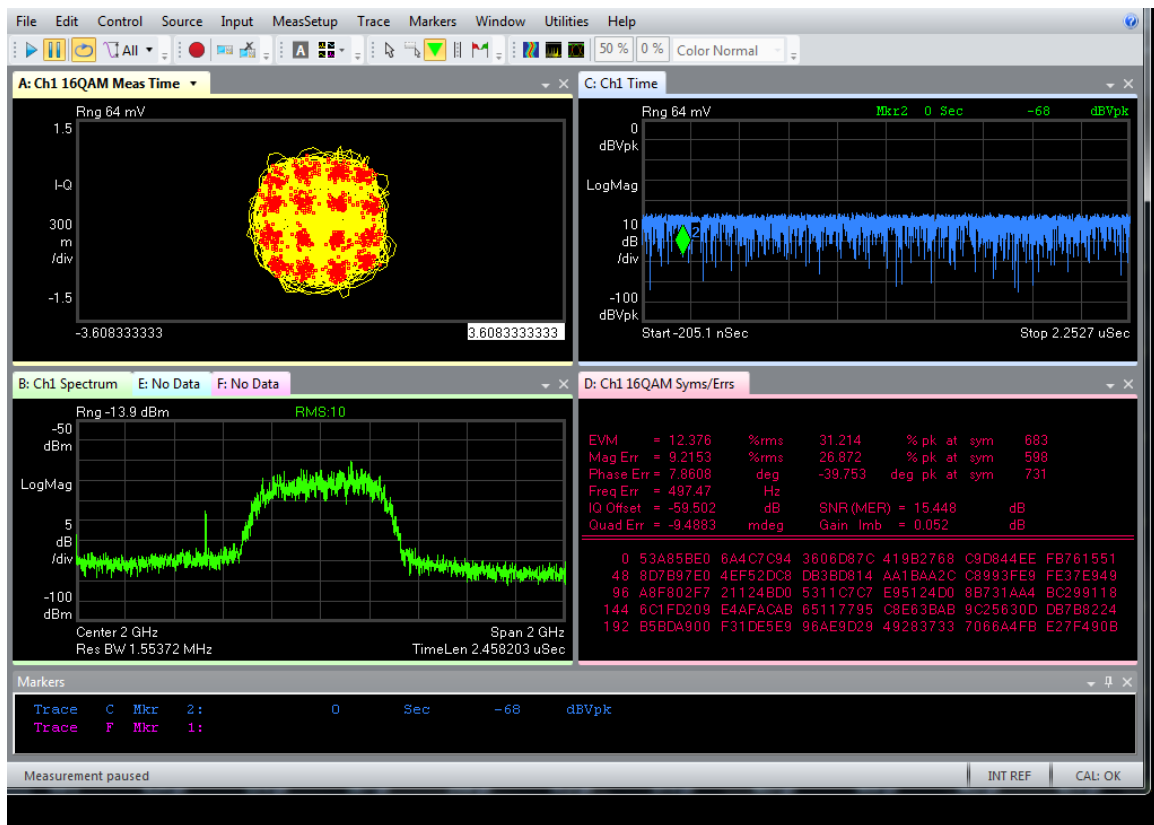 File Edit Control Source Input MeasSetup Trace Markers Window Utilities Help
All 50 % 0 % Color Normal
A: Ch1 16QAM Meas Time
Rng 64 mV
1.5
I-Q
300
m
/div
-1.5
-3.608333333 3.6083333333
C: Ch1 Time
Rng 64 mV Mkr2 0 Sec -68 dBVpk
0
dBVpk
LogMag
10
dB
/div
-100
dBVpk
2
Start-205.1 nSec Stop 2.2527 uSec
B: Ch1 Spectrum E: No Data F: No Data
Rng -13.9 dBm RMS:10
-50
dBm
LogMag
5
dB
/div
-100
dBm
Center 2 GHz Span 2 GHz
Res BW 1.55372 MHz TimeLen 2.458203 uSec
D: Ch1 16QAM Syms/Errs
EVM = 12.376 %rms 31.214 % pk at sym 683
Mag Err = 9.2153 %rms 26.872 % pk at sym 598
Phase Err = 7.8608 deg -39.753 deg pk at sym 731
Freq Err = 497.47 Hz
IQ Offset = -59.502 dB SNR (MER) = 15.448 dB
Quad Err = -9.4883 mdeg Gain Imb = 0.052 dB
0 53A85BE0 6A4C7C94 3606D87C 419B2768 C9D844EE FB761551
48 8D7B97E0 4EF52DC8 DB3BD814 AA1BAA2C C8993FE9 FE37E949
96 A8F802F7 21124BD0 5311C7C7 E95124D0 8B731AA4 BC299118
144 6C1FD209 E4AFACAB 65117795 C8E63BAB 9C25630D DB7B8224
192 B5BDA900 F31DE5E9 96AE9D29 49283733 7066A4FB E27F490B
Markers
Trace C Mkr 2: 0 Sec -68 dBVpk
Trace F Mkr 1:
Measurement paused INT REF CAL: OK